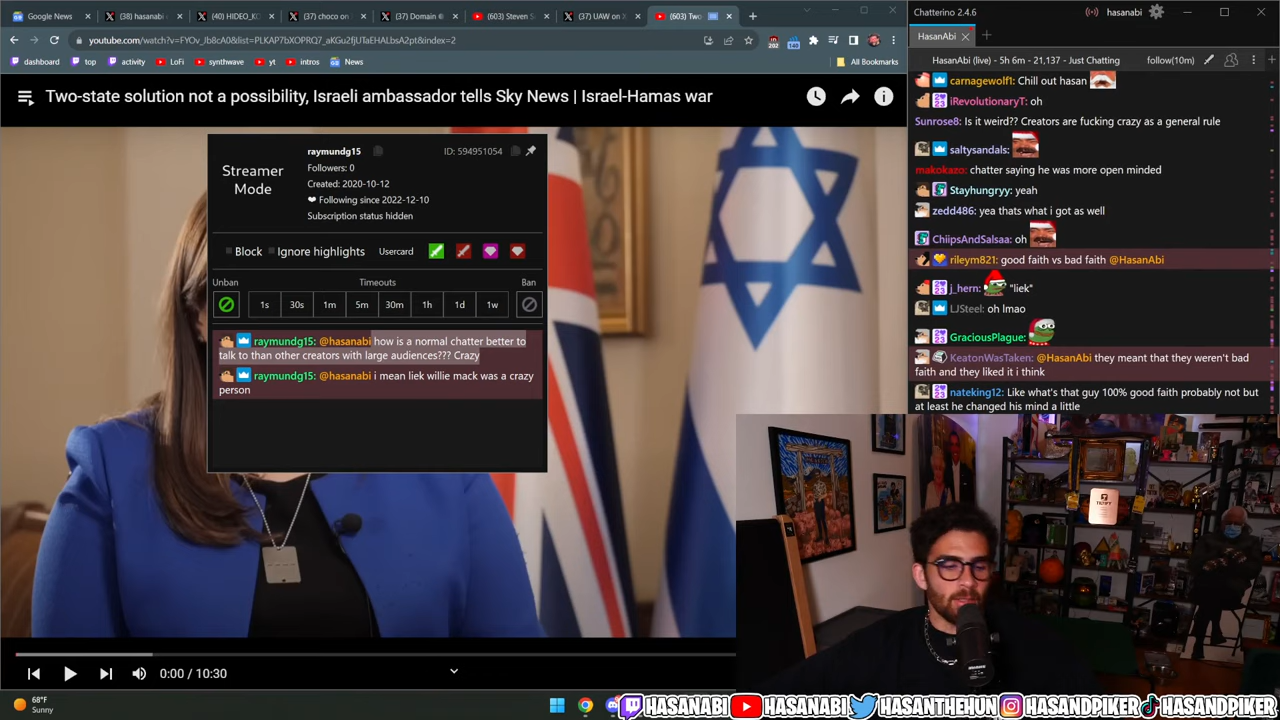 (38) hasanabi
(40) HIDEO_KO
(37) choco on
(37) Domain
(603) Steven S
(37) UAW on X
(603) Two
Google News
youtube.com/watch?v=FYOv_Jb8cA0&list=PLKAP7bXOPRQ7_aKGu2fjUTaEHALbsA2pt&index=2
202
140
dashboard
top
activity
LoFi
synthwave
yt
intros
News
All Bookmarks
Two-state solution not a possibility, Israeli ambassador tells Sky News | Israel-Hamas war
Streamer
Mode
raymundg15
ID: 594951054
Followers: 0
Created: 2020-10-12
❤ Following since 2022-12-10
Subscription status hidden
Block
Ignore highlights
Usercard
Unban
Timeouts
Ban
1s
30s
1m
5m
30m
1h
1d
1w
raymundg15: @hasanabi how is a normal chatter better to
talk to than other creators with large audiences??? Crazy
raymundg15: @hasanabi i mean liek willie mack was a crazy
person
0:00 / 10:30
68°F
Sunny
Chatterino 2.4.6
hasanabi
HasanAbi
HasanAbi (live) - 5h 6m - 21,137 - Just Chatting
follow(10m)
carnagewolf1: Chill out hasan
iRevolutionaryT: oh
Sunrose8: Is it weird?? Creators are fucking crazy as a general rule
saltysandals:
makokazo: chatter saying he was more open minded
Stayhungryy: yeah
zedd486: yea thats what i got as well
ChiipsAndSalsaa: oh
rileym821: good faith vs bad faith @HasanAbi
j_hern: "liek"
LJSteel: oh lmao
GraciousPlague:
KeatonWasTaken: @HasanAbi they meant that they weren't bad
faith and they liked it i think
nateking12: Like what's that guy 100% good faith probably not but
at least he changed his mind a little
TILTIFY
HASANABI
HASANABI
HASANTHEHUN
HASANDPIKER
HASANDPIKER